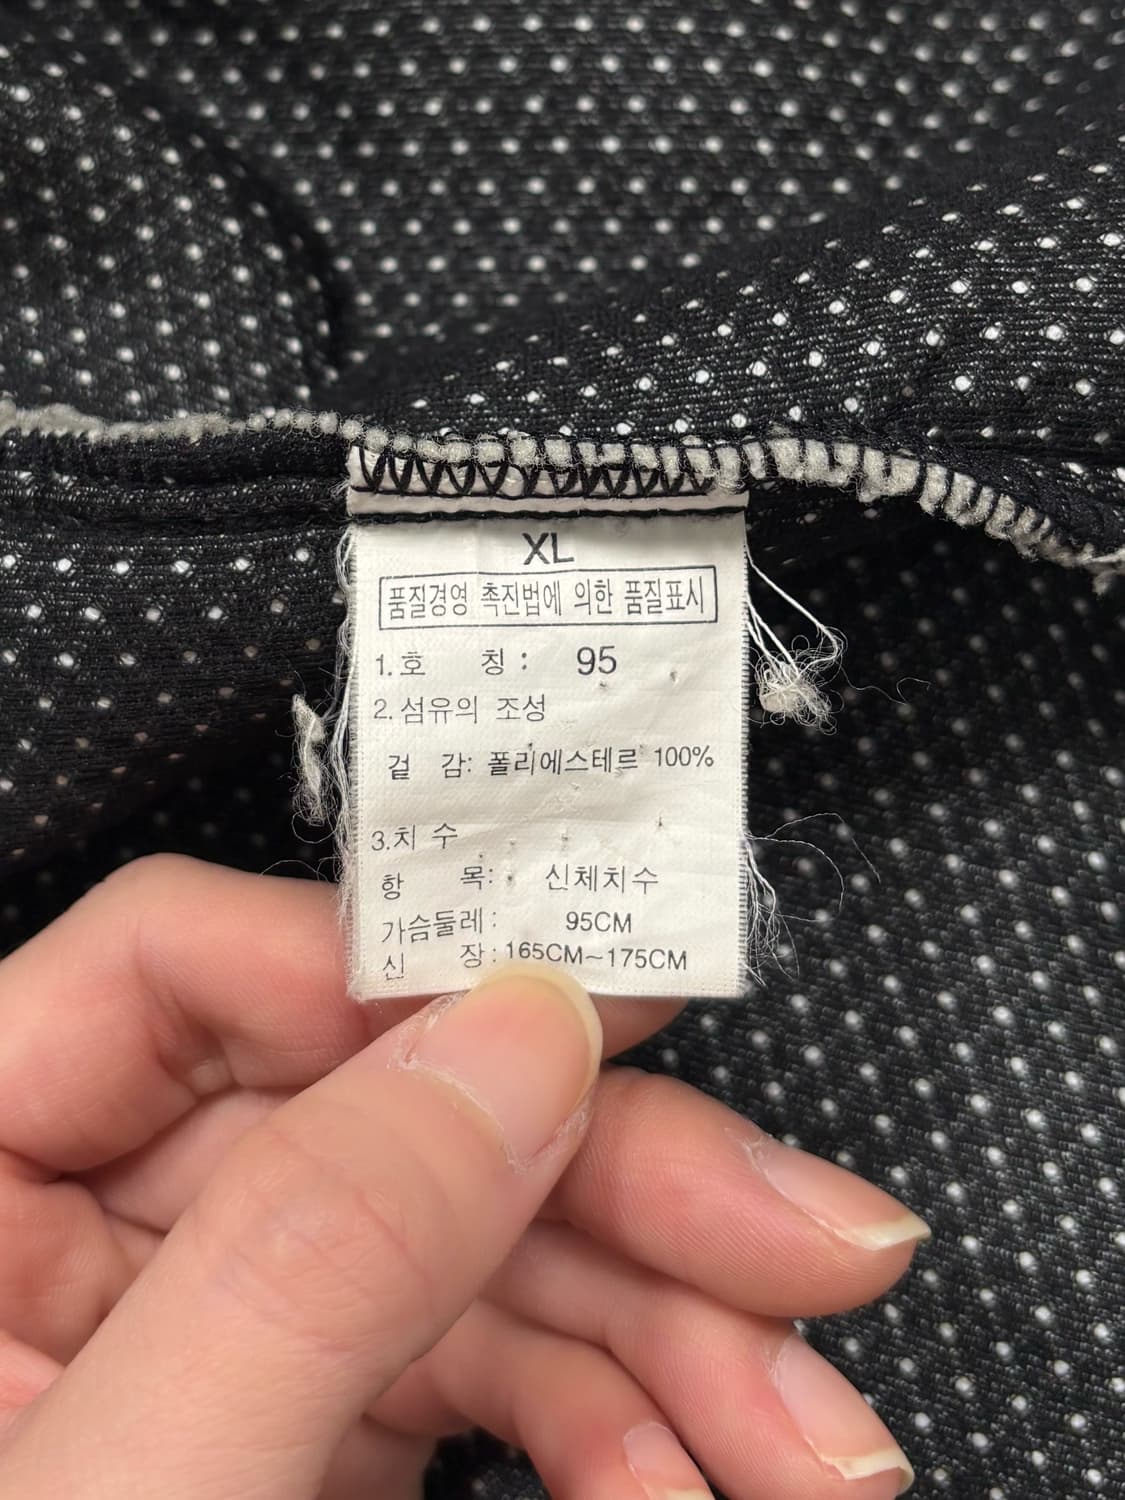 XL
품질경영 촉진법에 의한 품질표시
1.호 칭: 95
2.섬유의 조성
겉 감: 폴리에스테르 100%
3.치 수
항 목: 신체치수
가슴둘레: 95CM
신 장: 165CM~175CM